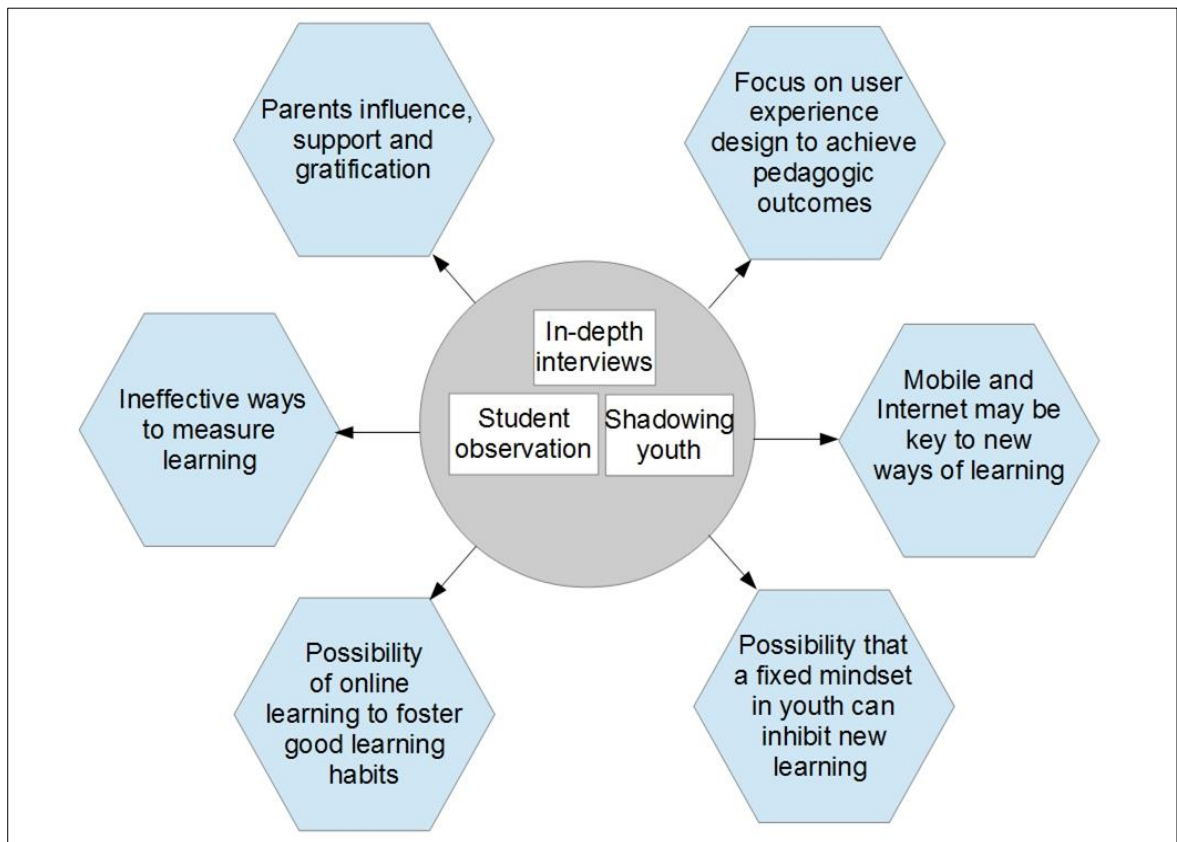 Parents influence,
support and
gratification
Focus on user
experience
design to achieve
pedagogic
outcomes
In-depth
interviews
Student
observation
Shadowing
youth
Ineffective ways
to measure
learning
Mobile and
Internet may be
key to new
ways of learning
Possibility
of online
learning to foster
good learning
habits
Possibility that
a fixed mindset
in youth can
inhibit new
learning